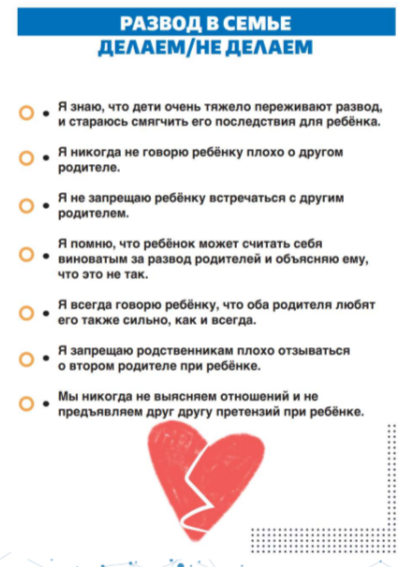 РАЗВОД В СЕМЬЕ
ДЕЛАЕМ/НЕ ДЕЛАЕМ
• Я знаю, что дети очень тяжело переживают развод,
и стараюсь смягчить его последствия для ребёнка.
• Я никогда не говорю ребёнку плохо о другом
родителе.
• Я не запрещаю ребёнку встречаться с другим
родителем.
• Я помню, что ребёнок может считать себя
виноватым за развод родителей и объясняю ему,
что это не так.
• Я всегда говорю ребёнку, что оба родителя любят
его также сильно, как и всегда.
• Я запрещаю родственникам плохо отзываться
о втором родителе при ребёнке.
• Мы никогда не выясняем отношений и не
предъявляем друг другу претензий при ребёнке.